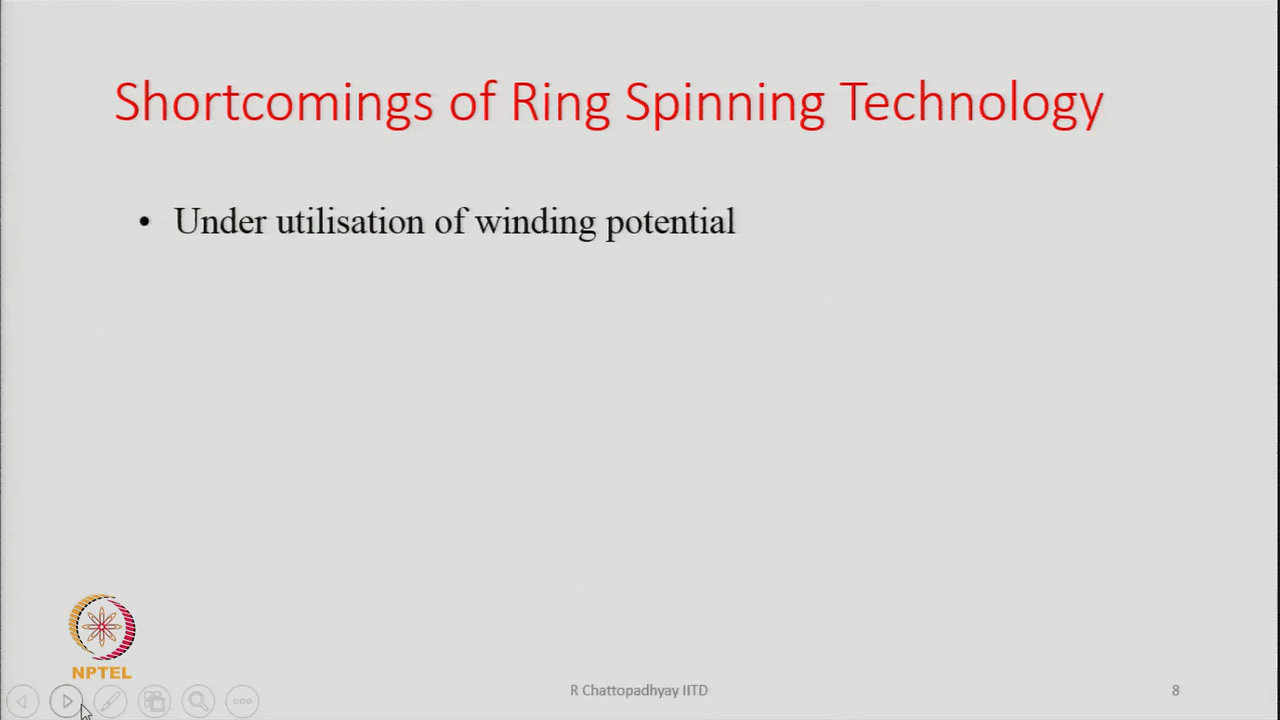 Shortcomings of Ring Spinning Technology
• Under utilisation of winding potential
NPTEL
R Chattopadhyay IITD
8